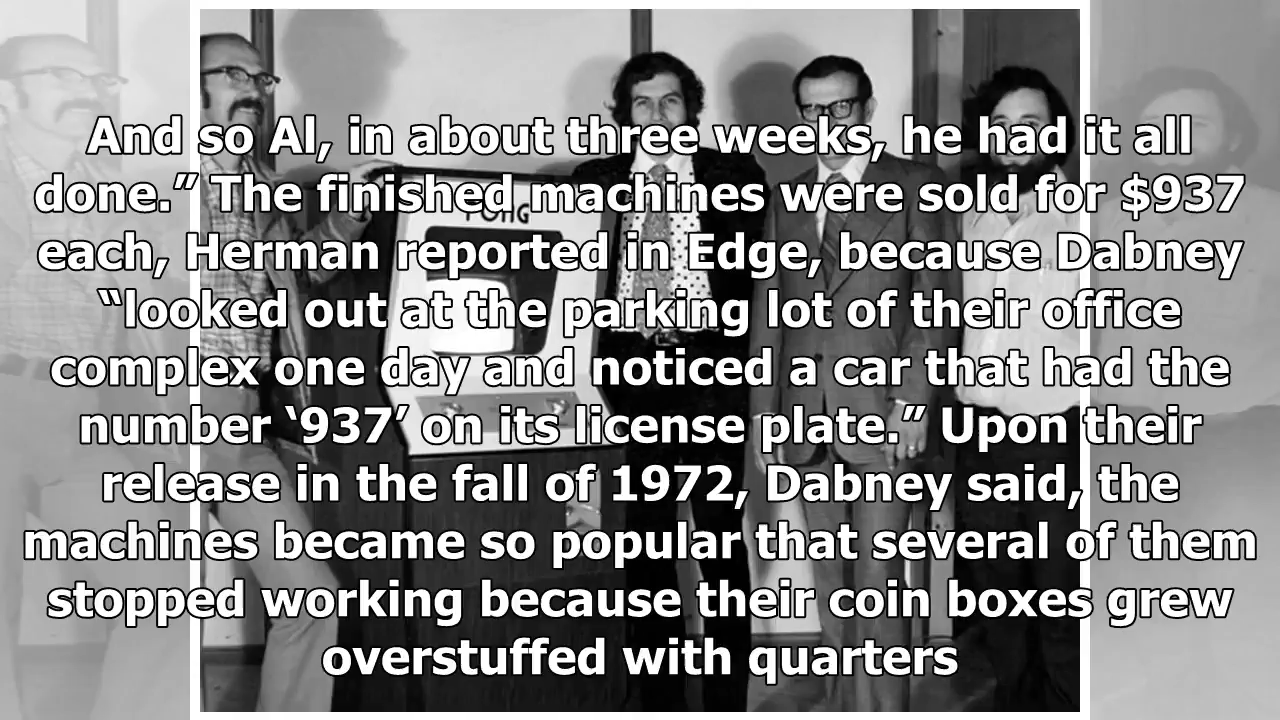 And so Al, in about three weeks, he had it all
done.” The finished machines were sold for $937
each, Herman reported in Edge, because Dabney
“looked out at the parking lot of their office
complex one day and noticed a car that had the
number ‘937’ on its license plate.” Upon their
release in the fall of 1972, Dabney said, the
machines became so popular that several of them
stopped working because their coin boxes grew
overstuffed with quarters
PONG